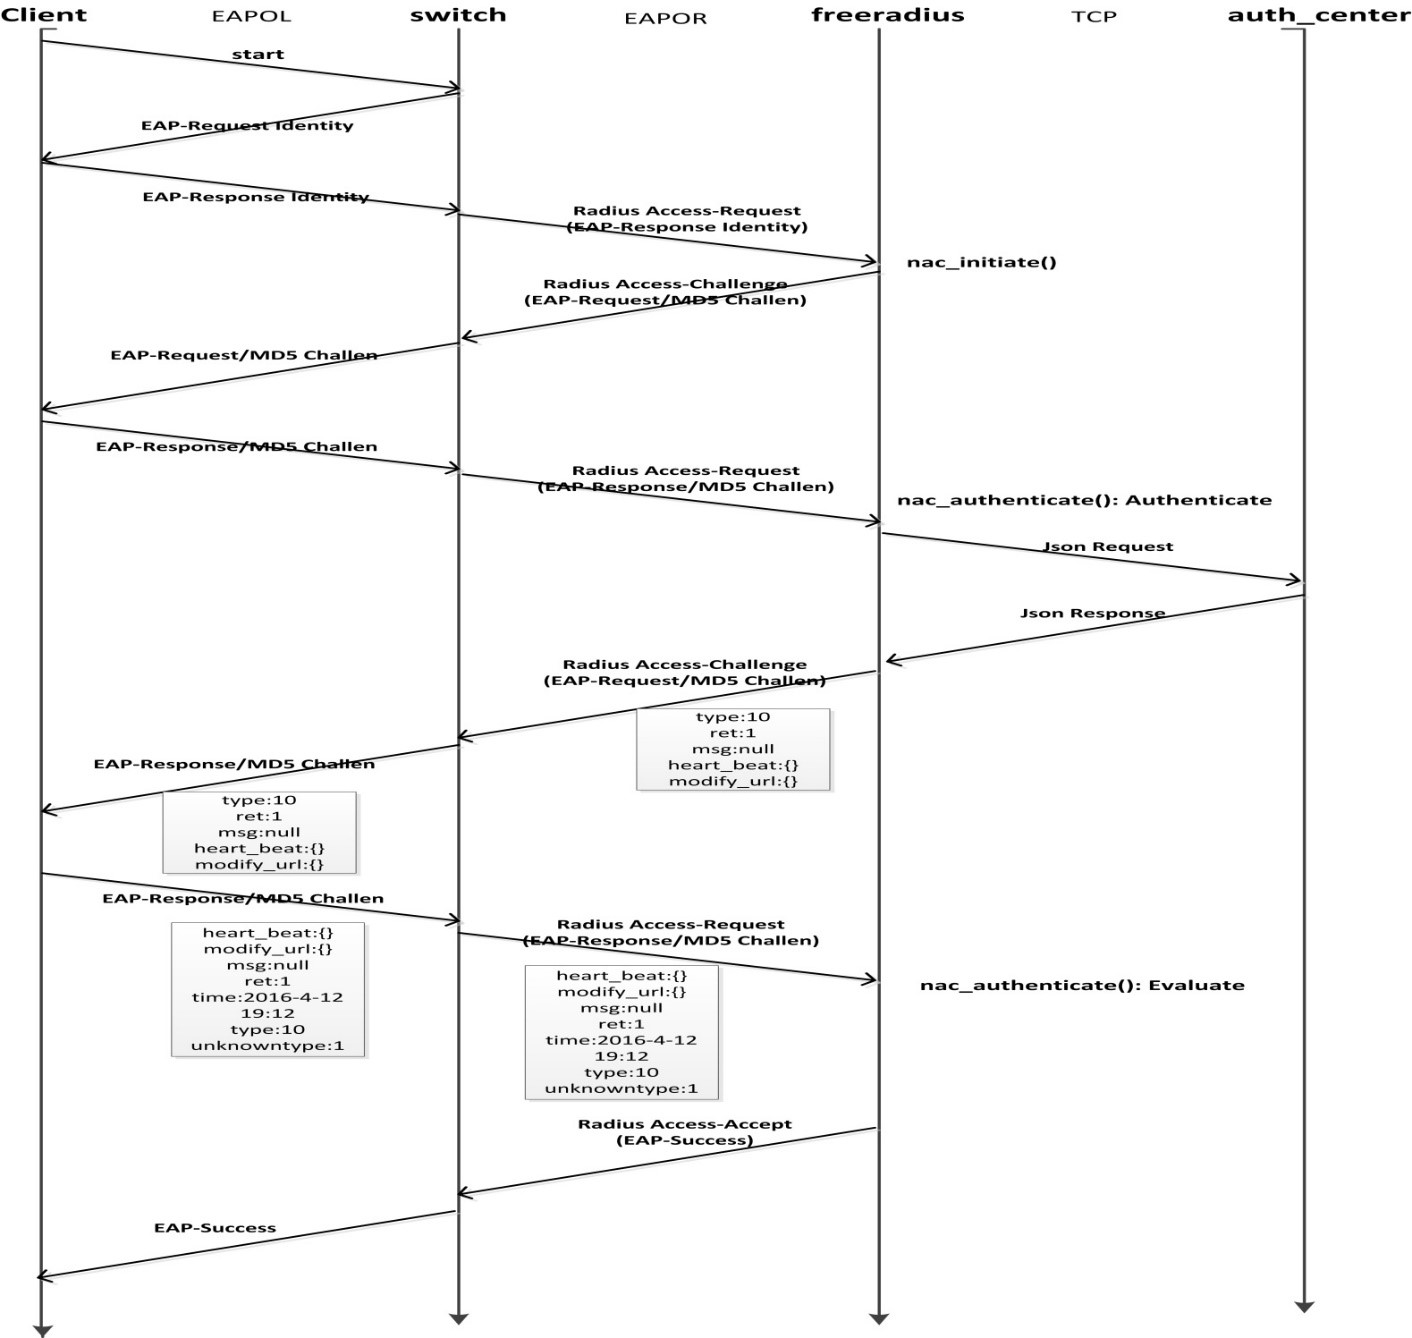 Client EAPOL switch EAPOR freeradius TCP auth_center
start
EAP-Request Identity
EAP-Response Identity
Radius Access-Request
(EAP-Response Identity)
nac_initiate()
Radius Access-Challenge
(EAP-Request/MD5 Challen)
EAP-Request/MD5 Challen
EAP-Response/MD5 Challen
Radius Access-Request
(EAP-Response/MD5 Challen)
nac_authenticate(): Authenticate
Json Request
Json Response
Radius Access-Challenge
(EAP-Request/MD5 Challen)
type:10
ret:1
msg:null
heart_beat:{}
modify_url:{}
EAP-Response/MD5 Challen
type:10
ret:1
msg:null
heart_beat:{}
modify_url:{}
EAP-Response/MD5 Challen
heart_beat:{}
modify_url:{}
msg:null
ret:1
time:2016-4-12
19:12
type:10
unknowntype:1
Radius Access-Request
(EAP-Response/MD5 Challen)
heart_beat:{}
modify_url:{}
msg:null
ret:1
time:2016-4-12
19:12
type:10
unknowntype:1
nac_authenticate(): Evaluate
Radius Access-Accept
(EAP-Success)
EAP-Success